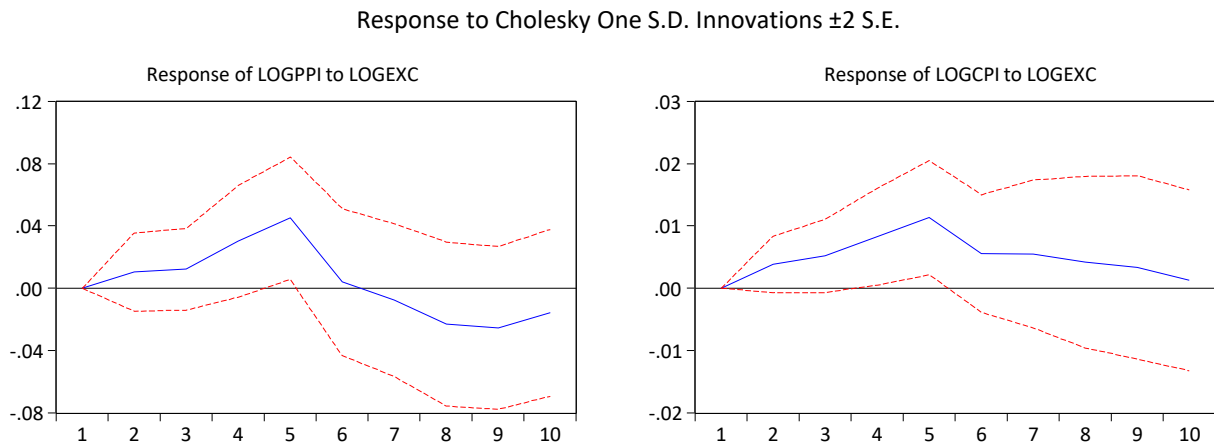 Response to Cholesky One S.D. Innovations ±2 S.E.
Response of LOGPPI to LOGEXC
.12
.08
.04
.00
-.04
-.08
1 2 3 4 5 6 7 8 9 10
Response of LOGCPI to LOGEXC
.03
.02
.01
.00
-.01
-.02
1 2 3 4 5 6 7 8 9 10